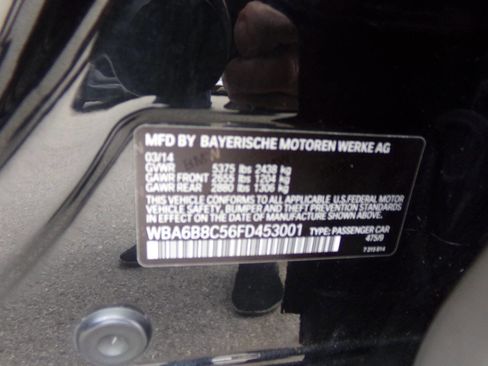 MFD BY BAYERISCHE MOTOREN WERKE AG
03/14
GVWR 5375 lbs 2438 kg
GAWR FRONT 2655 lbs 1204 kg
GAWR REAR 2880 lbs 1306 kg
THIS VEHICLE CONFORMS TO ALL APPLICABLE U.S. FEDERAL MOTOR
VEHICLE SAFETY, BUMPER AND THEFT PREVENTION STANDARDS
IN EFFECT ON THE DATE OF MANUFACTURE SHOWN ABOVE.
WBA6B8C56FD453001 TYPE: PASSENGER CAR
475/9